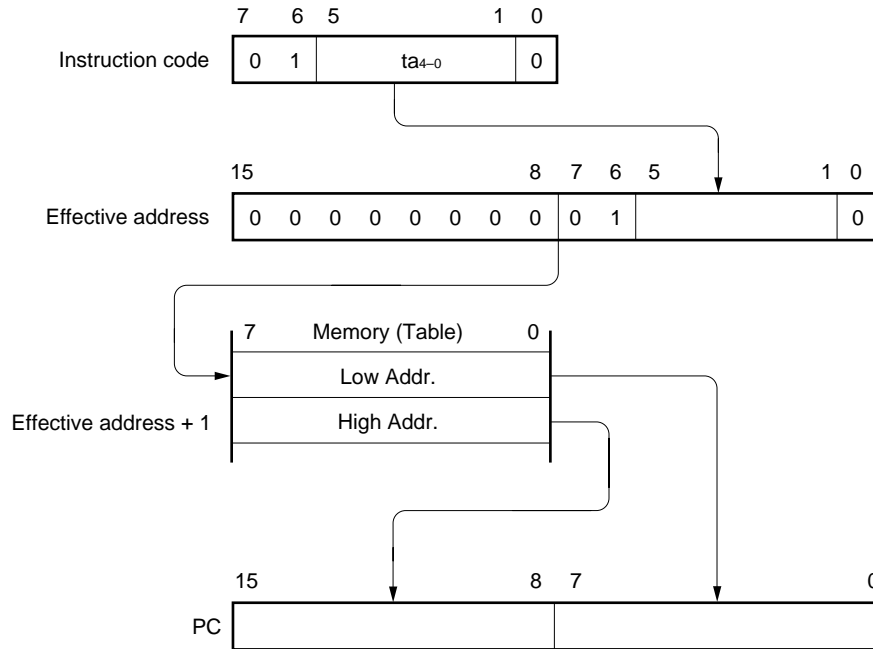 7 6 5 1 0
Instruction code 0 1 ta4–0 0
15 8 7 6 5 1 0
Effective address 0 0 0 0 0 0 0 0 0 1 0
7 Memory (Table) 0
Low Addr.
Effective address + 1 High Addr.
15 8 7 0
PC